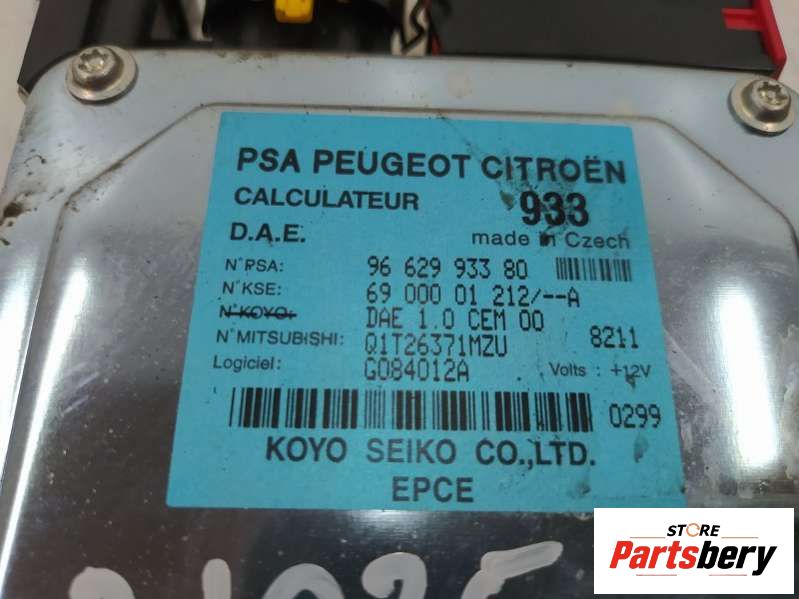 PSA PEUGEOT CITROËN
CALCULATEUR 933
D.A.E. made in Czech
N°PSA: 96 629 933 80
N°KSE: 69 000 01 212/--A
N°KOYO: DAE 1.0 CEM 00
N°MITSUBISHI: Q1T26371MZU 8211
Logiciel: G084012A Volts : +12V
0299
KOYO SEIKO CO.,LTD.
EPCE
STORE
Partsbery